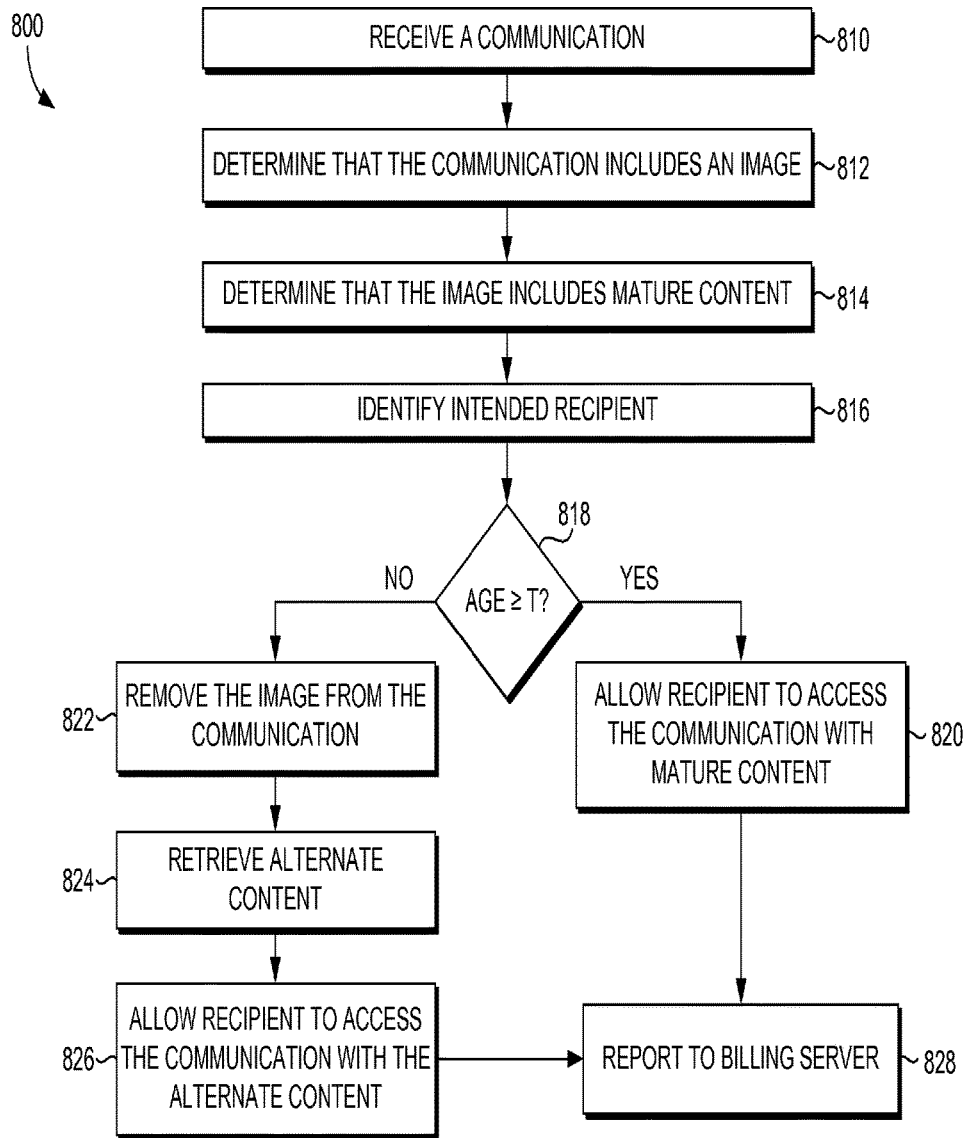 800
RECEIVE A COMMUNICATION
810
DETERMINE THAT THE COMMUNICATION INCLUDES AN IMAGE
812
DETERMINE THAT THE IMAGE INCLUDES MATURE CONTENT
814
IDENTIFY INTENDED RECIPIENT
816
818
AGE ≥ T?
NO
YES
REMOVE THE IMAGE FROM THE
COMMUNICATION
822
ALLOW RECIPIENT TO ACCESS
THE COMMUNICATION WITH
MATURE CONTENT
820
RETRIEVE ALTERNATE
CONTENT
824
ALLOW RECIPIENT TO ACCESS
THE COMMUNICATION WITH THE
ALTERNATE CONTENT
826
REPORT TO BILLING SERVER
828